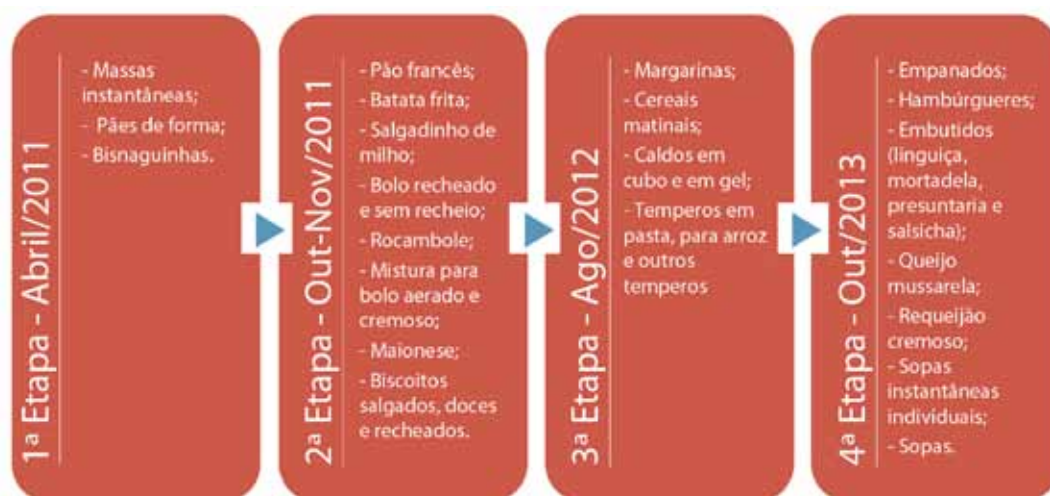 1ª Etapa - Abril/2011
- Massas
instantâneas;
- Pães de forma;
- Bisnaguinhas.
2ª Etapa - Out-Nov/2011
- Pão francês;
- Batata frita;
- Salgadinho de
milho;
- Bolo recheado
e sem recheio;
- Rocambole;
- Mistura para
bolo aerado e
cremoso;
- Maionese;
- Biscoitos
salgados, doces
e recheados.
3ª Etapa - Ago/2012
- Margarinas;
- Cereais
matinais;
- Caldos em
cubo e em gel;
- Temperos em
pasta, para arroz
e outros
temperos
4ª Etapa - Out/2013
- Empanados;
- Hambúrgueres;
- Embutidos
(linguiça,
mortadela,
presuntaria e
salsicha);
- Queijo
mussarela;
- Requeijão
cremoso;
- Sopas
instantâneas
individuais;
- Sopas.